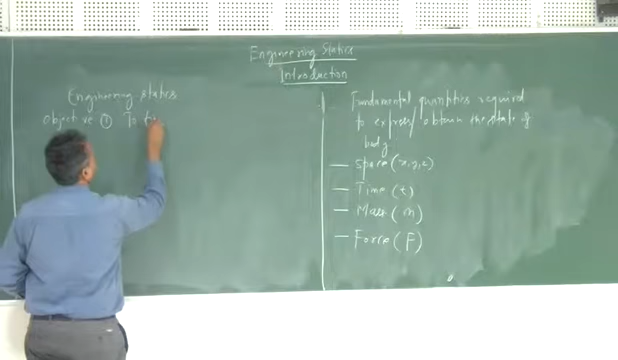 Engineering Statics
Introduction
Engineering Statics
Objective ① To
Fundamental quantities required
to express/obtain the state of
body
— Space (x,y,z)
— Time (t)
— Mass (m)
— Force (F)